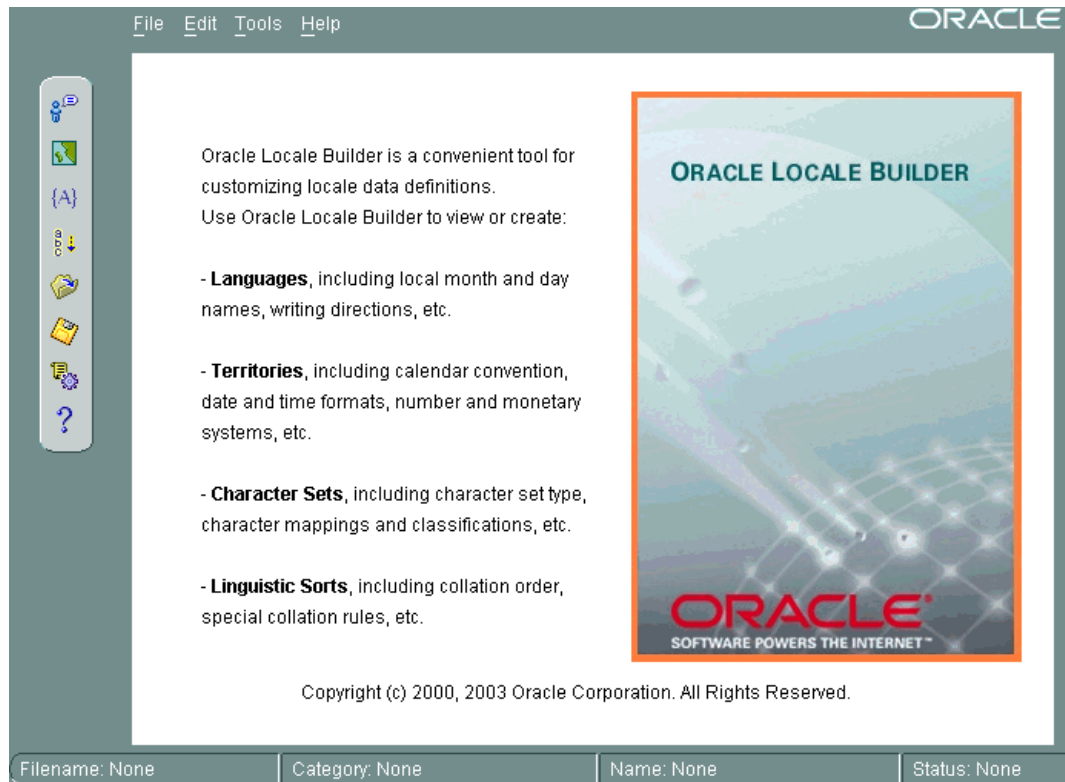 File Edit Tools Help
ORACLE
{A}
a
b
c
?
Oracle Locale Builder is a convenient tool for
customizing locale data definitions.
Use Oracle Locale Builder to view or create:
- Languages, including local month and day
names, writing directions, etc.
- Territories, including calendar convention,
date and time formats, number and monetary
systems, etc.
- Character Sets, including character set type,
character mappings and classifications, etc.
- Linguistic Sorts, including collation order,
special collation rules, etc.
ORACLE LOCALE BUILDER
ORACLE®
SOFTWARE POWERS THE INTERNET™
Copyright (c) 2000, 2003 Oracle Corporation. All Rights Reserved.
Filename: None
Category: None
Name: None
Status: None